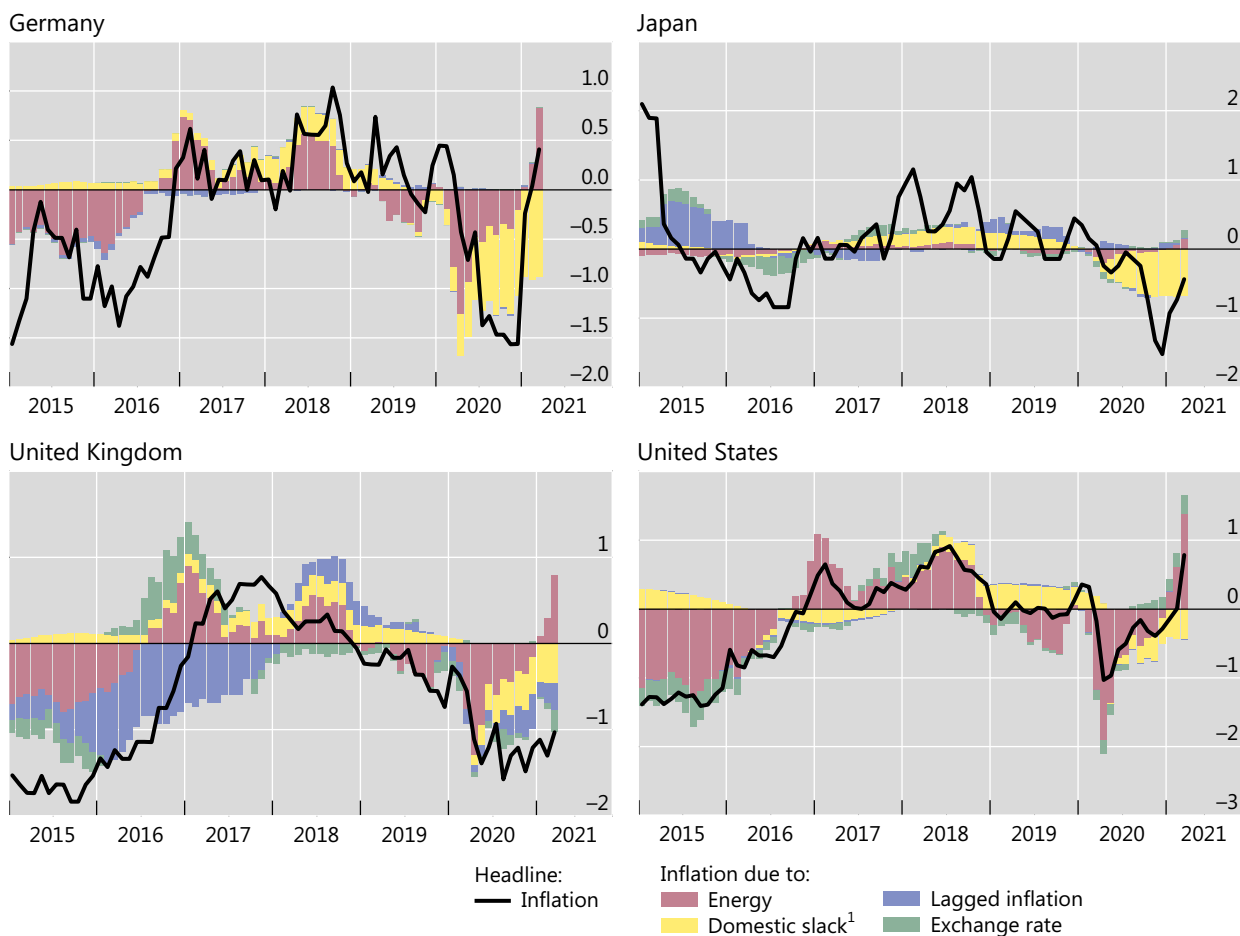 Germany
1.0
0.5
0.0
–0.5
–1.0
–1.5
–2.0
2015 2016 2017 2018 2019 2020 2021
Japan
2
1
0
–1
–2
2015 2016 2017 2018 2019 2020 2021
United Kingdom
1
0
–1
–2
2015 2016 2017 2018 2019 2020 2021
United States
1
0
–1
–2
–3
2015 2016 2017 2018 2019 2020 2021
Headline:
Inflation
Inflation due to:
Energy
Domestic slack¹
Lagged inflation
Exchange rate